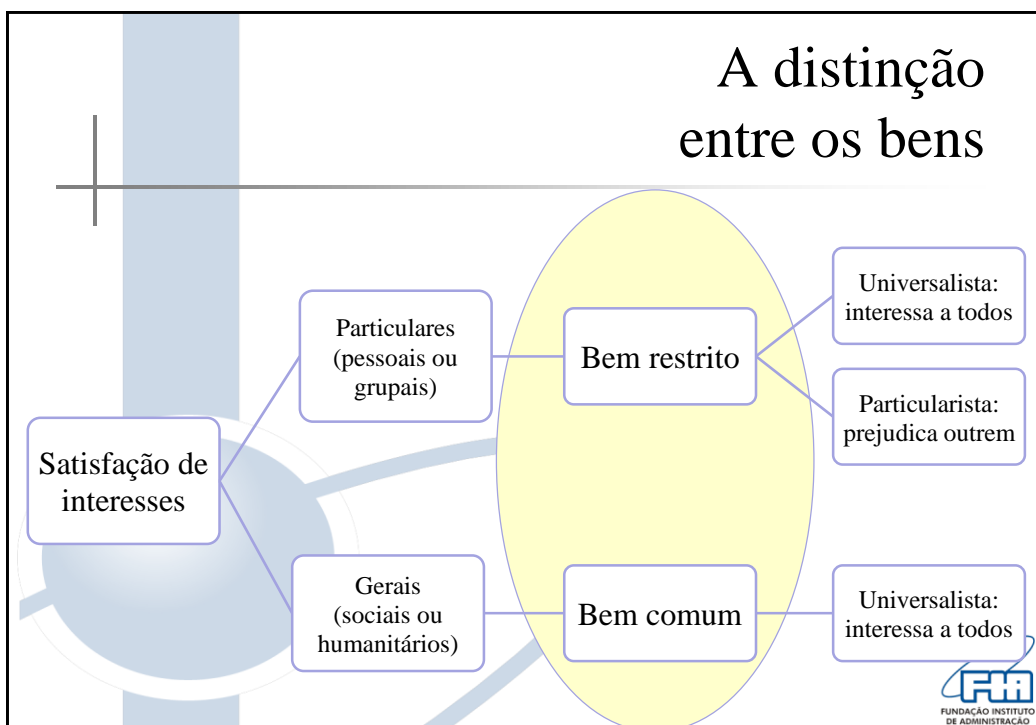 A distinção
entre os bens
Satisfação de
interesses
Particulares
(pessoais ou
grupais)
Bem restrito
Universalista:
interessa a todos
Particularista:
prejudica outrem
Gerais
(sociais ou
humanitários)
Bem comum
Universalista:
interessa a todos
FIA
FUNDAÇÃO INSTITUTO
DE ADMINISTRAÇÃO